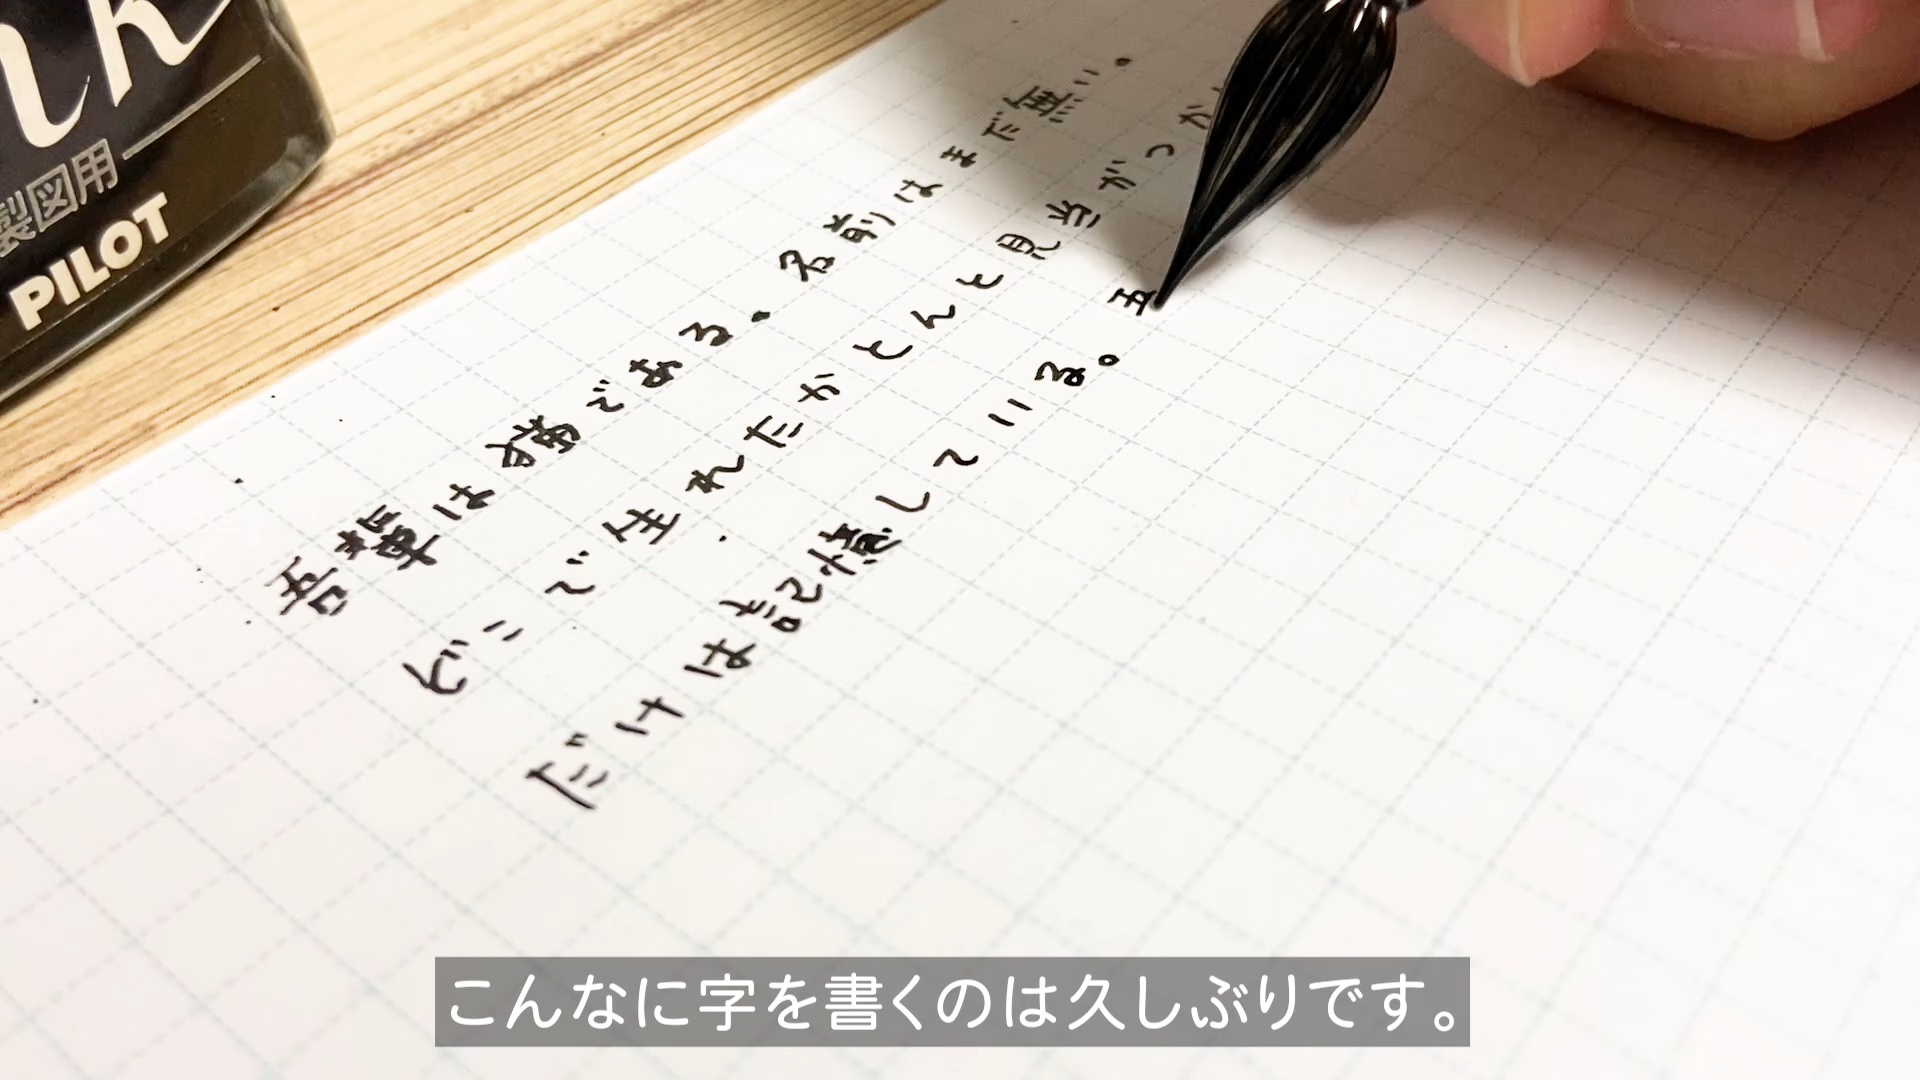 nk
製図用
PILOT
吾輩は猫である。名前はまだ無い。
どこで生れたかとんと見当がつか
だけは記憶している。吾
こんなに字を書くのは久しぶりです。